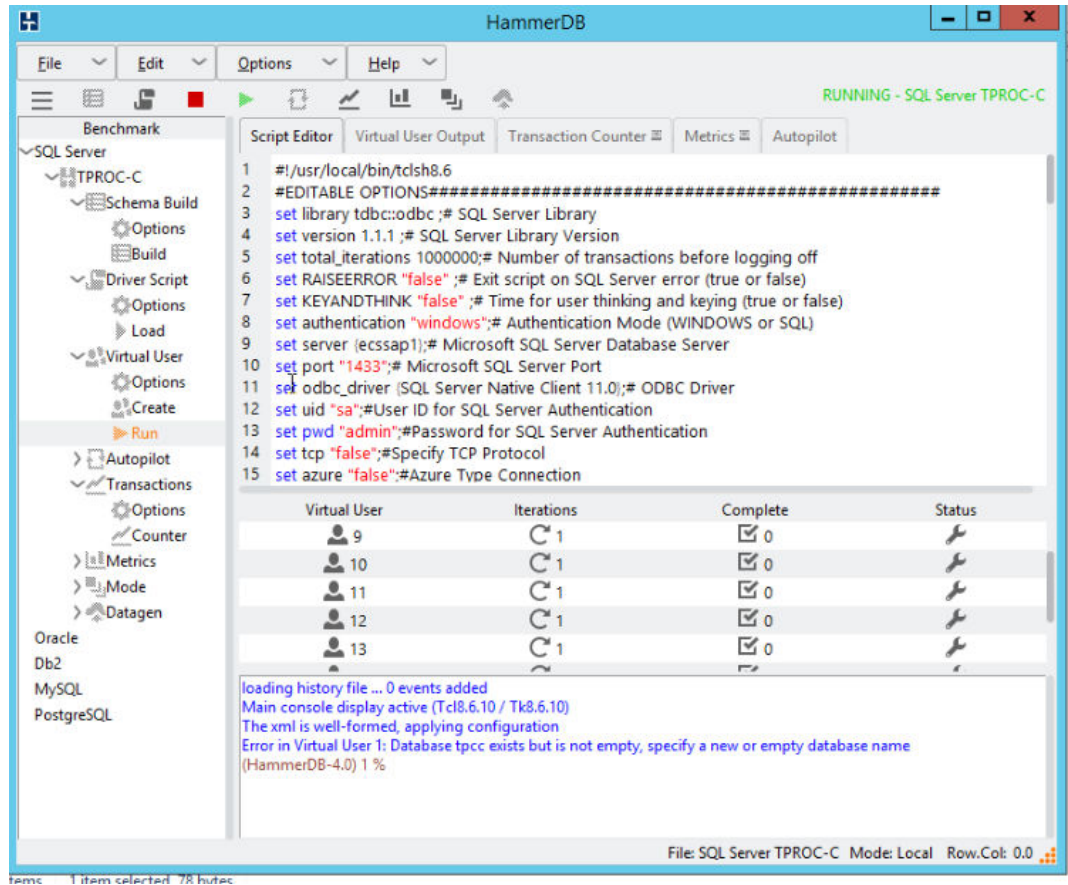 HammerDB
File Edit Options Help
RUNNING - SQL Server TPROC-C
Benchmark
SQL Server
TPROC-C
Schema Build
Options
Build
Driver Script
Options
Load
Virtual User
Options
Create
Run
Autopilot
Transactions
Options
Counter
Metrics
Mode
Datagen
Oracle
Db2
MySQL
PostgreSQL
Script Editor Virtual User Output Transaction Counter Metrics Autopilot
1 #!/usr/local/bin/tclsh8.6
2 #EDITABLE OPTIONS##################################################
3 set library tdbc::odbc ;# SQL Server Library
4 set version 1.1.1 ;# SQL Server Library Version
5 set total_iterations 1000000;# Number of transactions before logging off
6 set RAISEERROR "false" ;# Exit script on SQL Server error (true or false)
7 set KEYANDTHINK "false" ;# Time for user thinking and keying (true or false)
8 set authentication "windows";# Authentication Mode (WINDOWS or SQL)
9 set server {ecssap1};# Microsoft SQL Server Database Server
10 set port "1433";# Microsoft SQL Server Port
11 set odbc_driver {SQL Server Native Client 11.0};# ODBC Driver
12 set uid "sa";#User ID for SQL Server Authentication
13 set pwd "admin";#Password for SQL Server Authentication
14 set tcp "false";#Specify TCP Protocol
15 set azure "false";#Azure Type Connection
Virtual User Iterations Complete Status
9 1 0
10 1 0
11 1 0
12 1 0
13 1 0
loading history file ... 0 events added
Main console display active (Tcl8.6.10 / Tk8.6.10)
The xml is well-formed, applying configuration
Error in Virtual User 1: Database tpcc exists but is not empty, specify a new or empty database name
(HammerDB-4.0) 1 %
File: SQL Server TPROC-C Mode: Local Row.Col: 0.0
tems 1 item selected 78 bytes